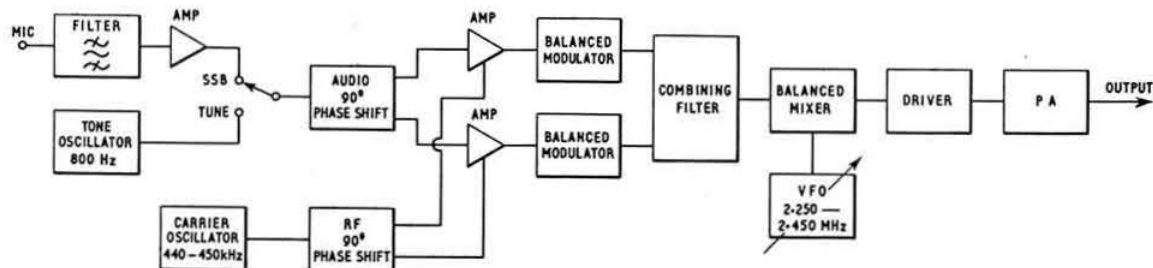 MIC
FILTER
AMP
SSB
TUNE
TONE
OSCILLATOR
800 Hz
AUDIO
90°
PHASE SHIFT
CARRIER
OSCILLATOR
440-450kHz
RF
90°
PHASE SHIFT
AMP
AMP
BALANCED
MODULATOR
BALANCED
MODULATOR
COMBINING
FILTER
BALANCED
MIXER
VFO
2·250 —
2·450 MHz
DRIVER
PA
OUTPUT